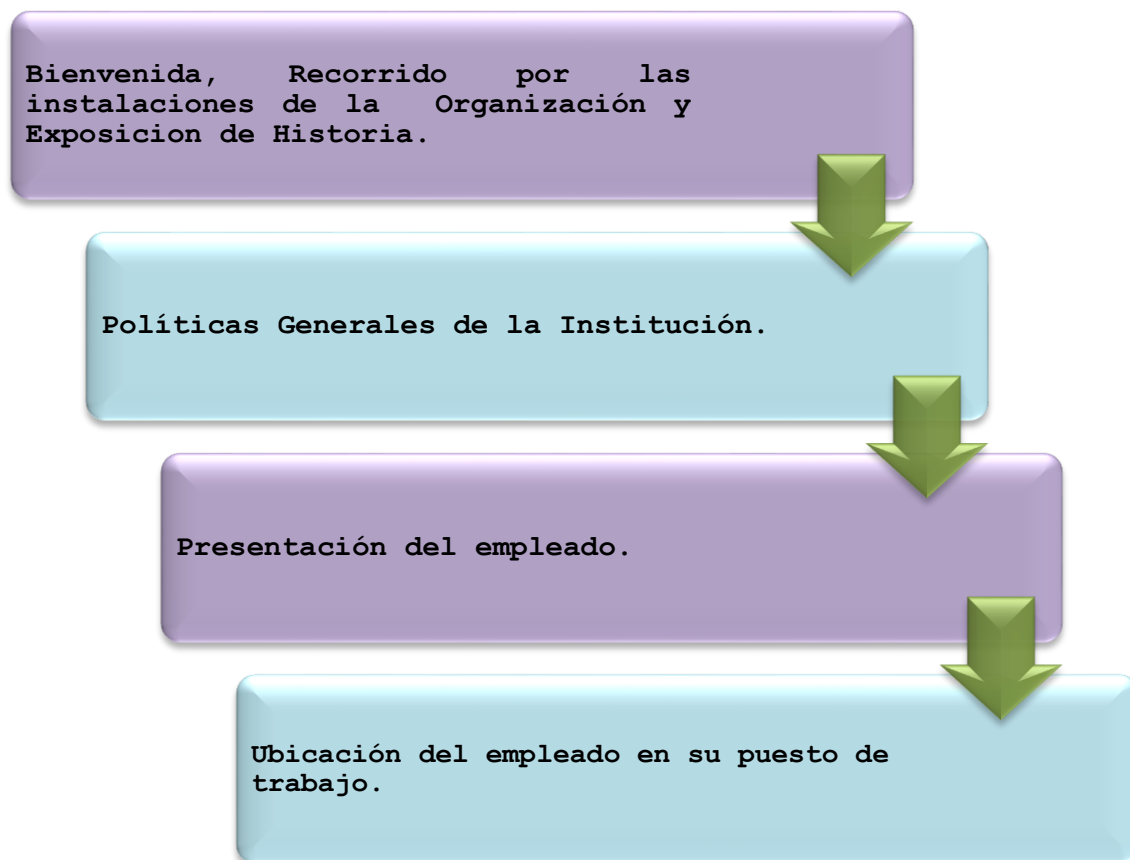 Bienvenida, Recorrido por las
instalaciones de la Organización y
Exposicion de Historia.
Políticas Generales de la Institución.
Presentación del empleado.
Ubicación del empleado en su puesto de
trabajo.